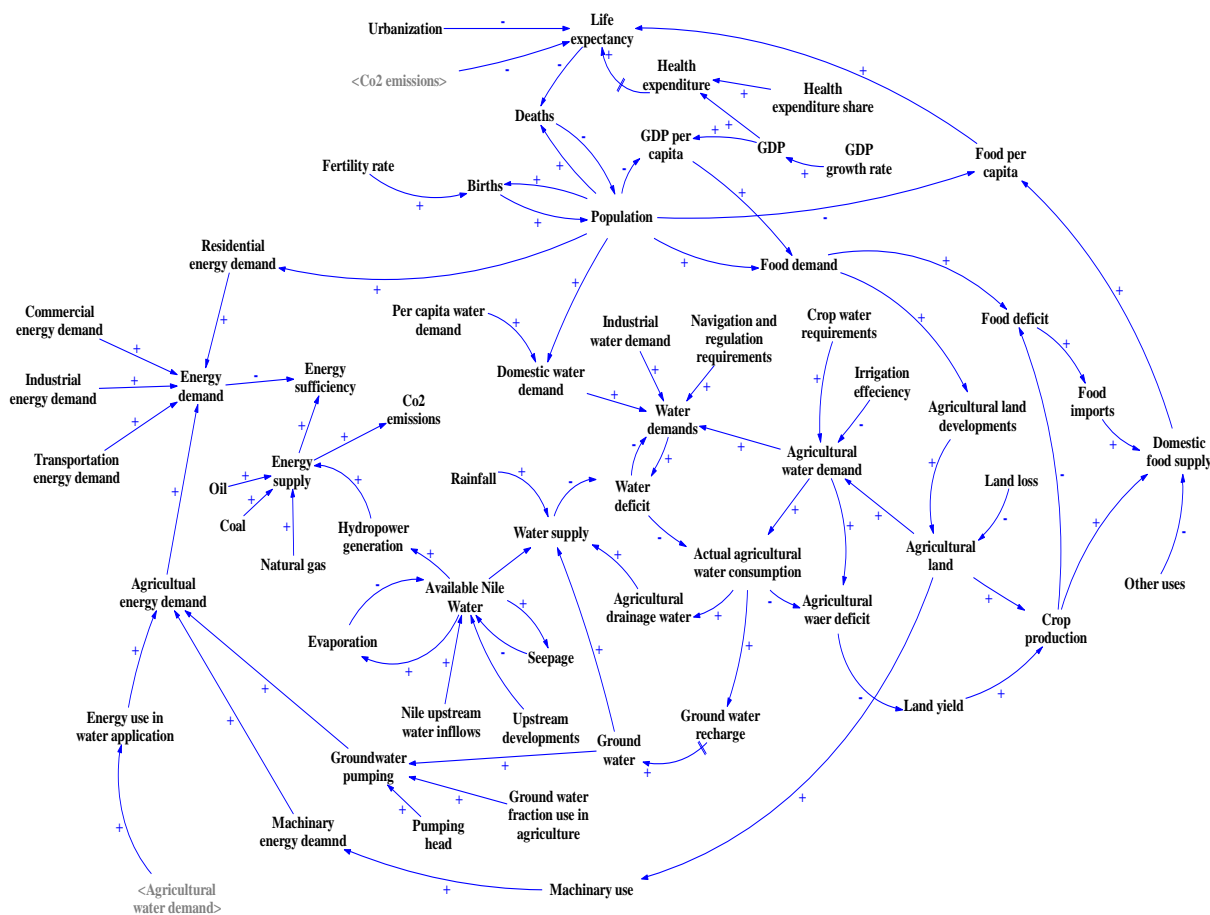 Urbanization
Life
expectancy
<Co2 emissions>
Health
expenditure
Health
expenditure share
Deaths
GDP per
capita
GDP
GDP
growth rate
Food per
capita
Fertility rate
Births
Population
Residential
energy demand
Food demand
Commercial
energy demand
Per capita water
demand
Industrial
water demand
Navigation and
regulation
requirements
Crop water
requirements
Food deficit
Industrial
energy demand
Energy
demand
Energy
sufficiency
Domestic water
demand
Irrigation
effeciency
Food
imports
Co2
emissions
Water
demands
Agricultural land
developments
Transportation
energy demand
Agricultural
water demand
Domestic
food supply
Energy
supply
Oil
Coal
Natural gas
Rainfall
Water
deficit
Land loss
Hydropower
generation
Water supply
Actual agricultural
water consumption
Agricultural
land
Agricultual
energy demand
Available Nile
Water
Agricultural
drainage water
Agricultural
waer deficit
Other uses
Crop
production
Evaporation
Seepage
Energy use in
water application
Nile upstream
water infllows
Upstream
developments
Ground
water
Ground water
recharge
Land yield
Groundwater
pumping
Ground water
fraction use in
agriculture
Pumping
head
Machinary
energy deamnd
<Agricultural
water demand>
Machinary use